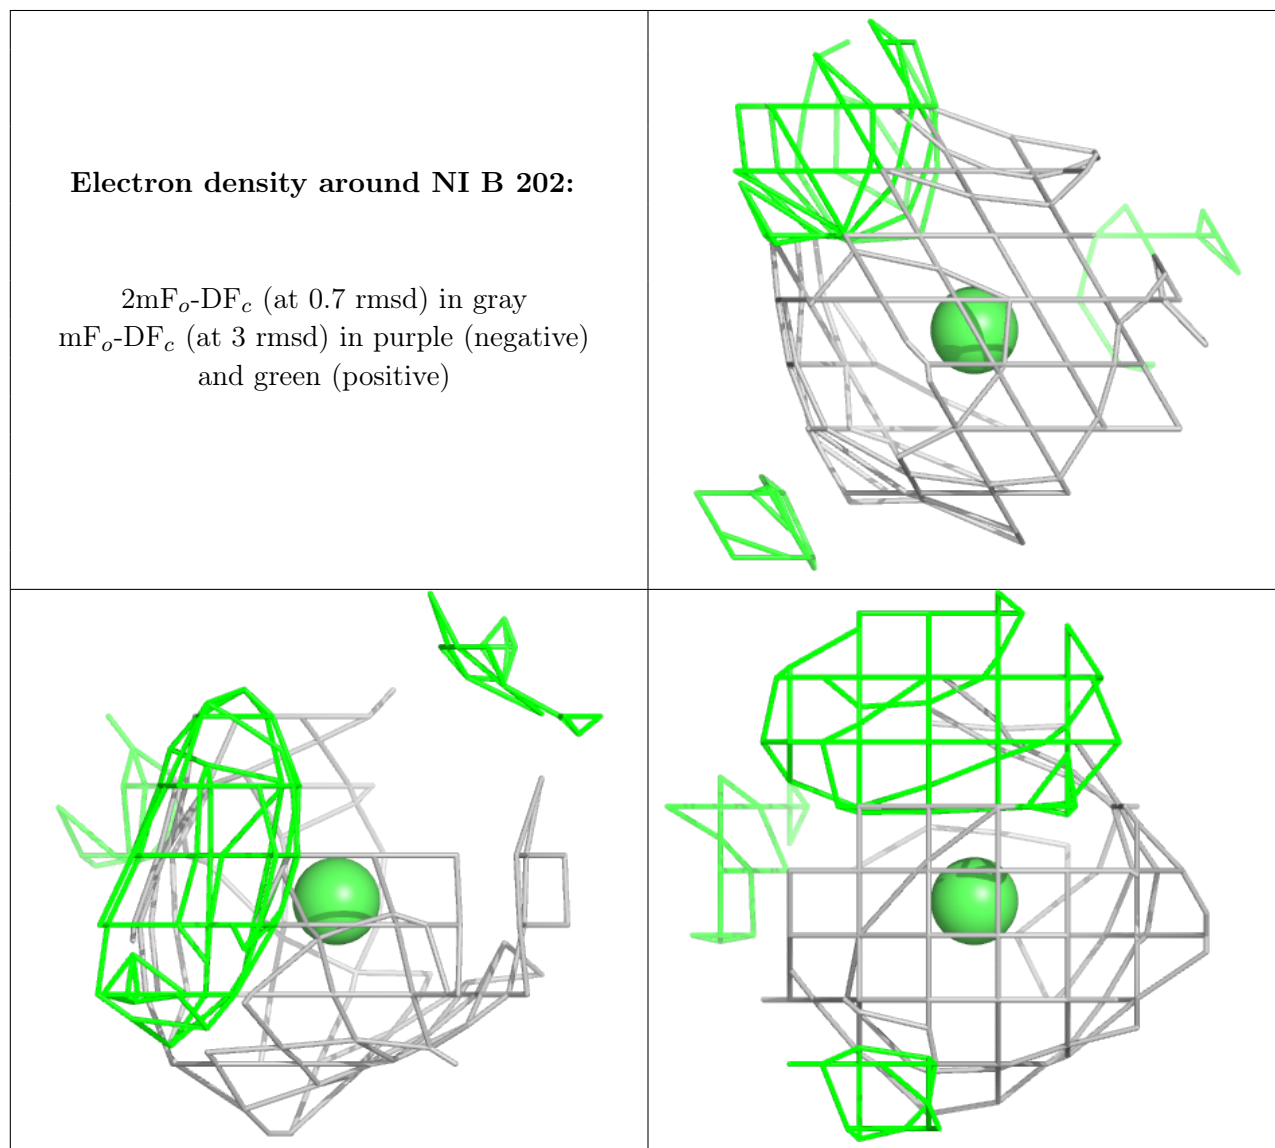 Electron density around NI B 202:
2mFo-DFc (at 0.7 rmsd) in gray
mFo-DFc (at 3 rmsd) in purple (negative)
and green (positive)